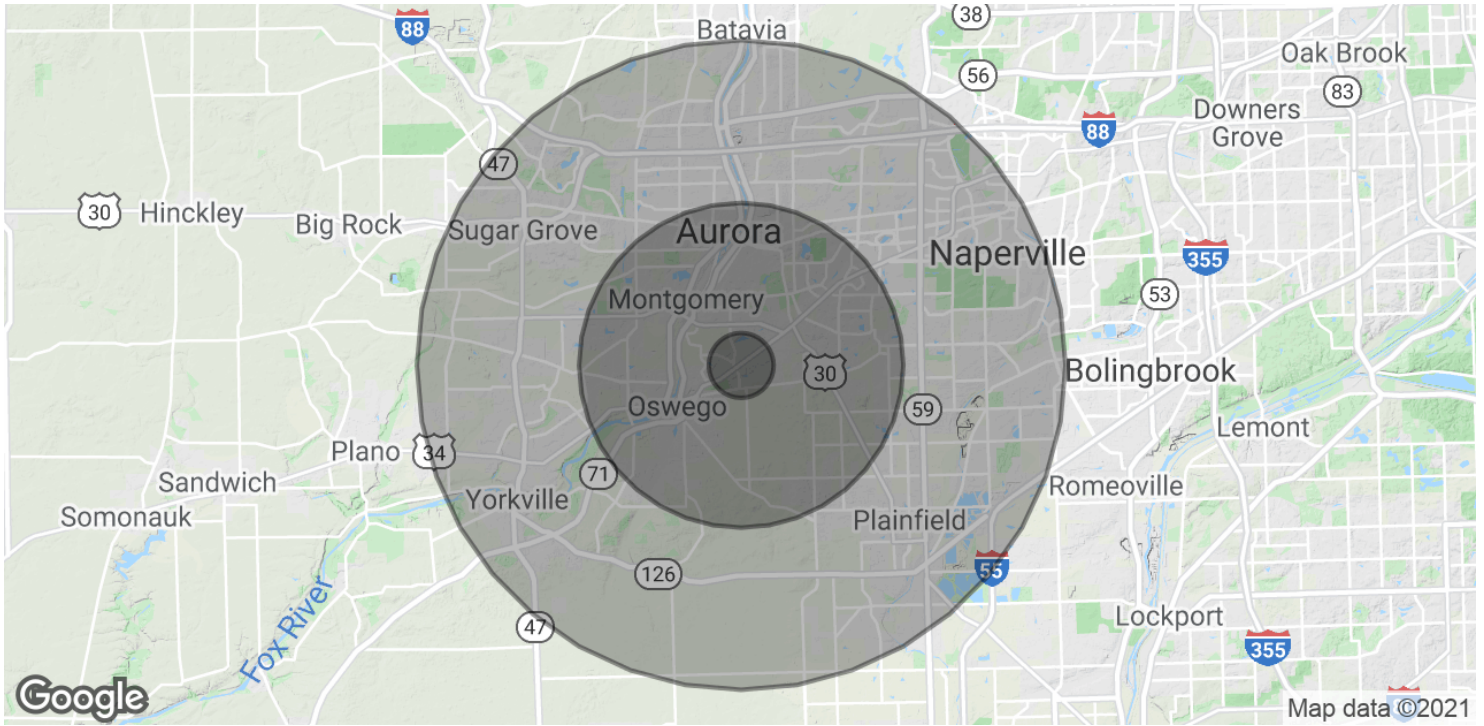 Batavia
38
88
Oak Brook
56
83
Downers
Grove
88
47
30
Hinckley
Big Rock
Sugar Grove
Aurora
Naperville
355
53
Montgomery
30
Bolingbrook
Oswego
59
Lemont
Plano
34
71
Sandwich
Yorkville
Romeoville
Somonauk
Plainfield
126
55
Fox River
47
Lockport
355
Google
Map data ©2021